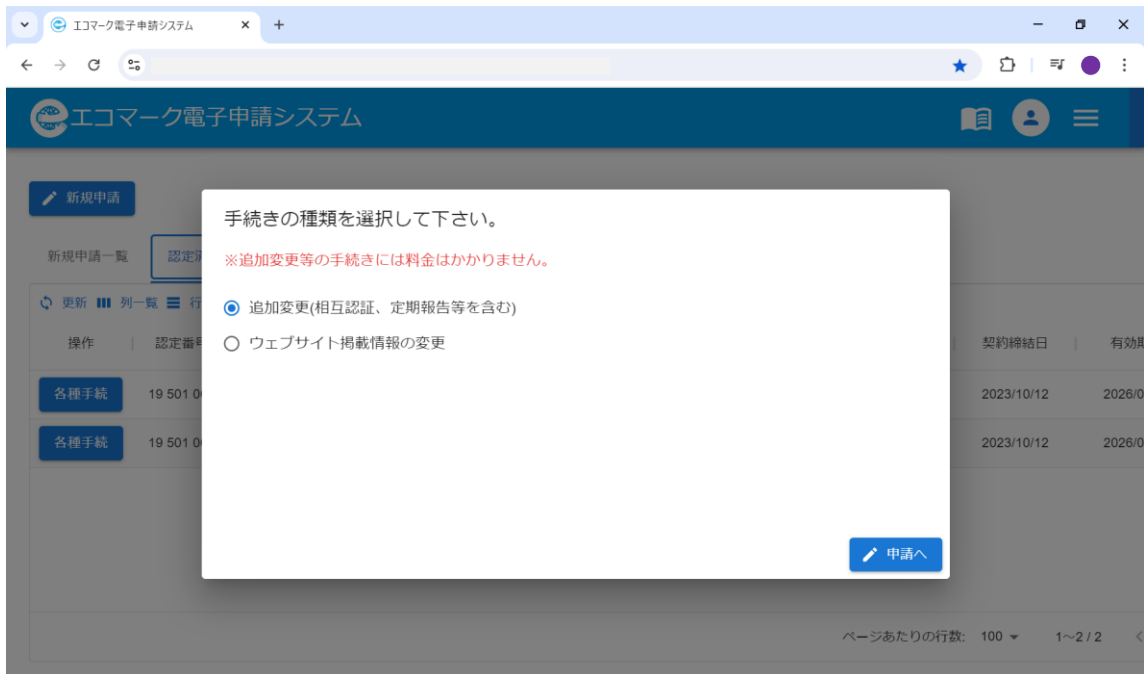 エコマーク電子申請システム
エコマーク電子申請システム
新規申請
手続きの種類を選択して下さい。
新規申請一覧
※追加変更等の手続きには料金はかかりません。
更新 列一覧
追加変更(相互認証、定期報告等を含む)
操作
ウェブサイト掲載情報の変更
契約締結日
各種手続 19 501 2023/10/12
各種手続 19 501 2023/10/12
申請へ
ページあたりの行数: 100 1~2 / 2